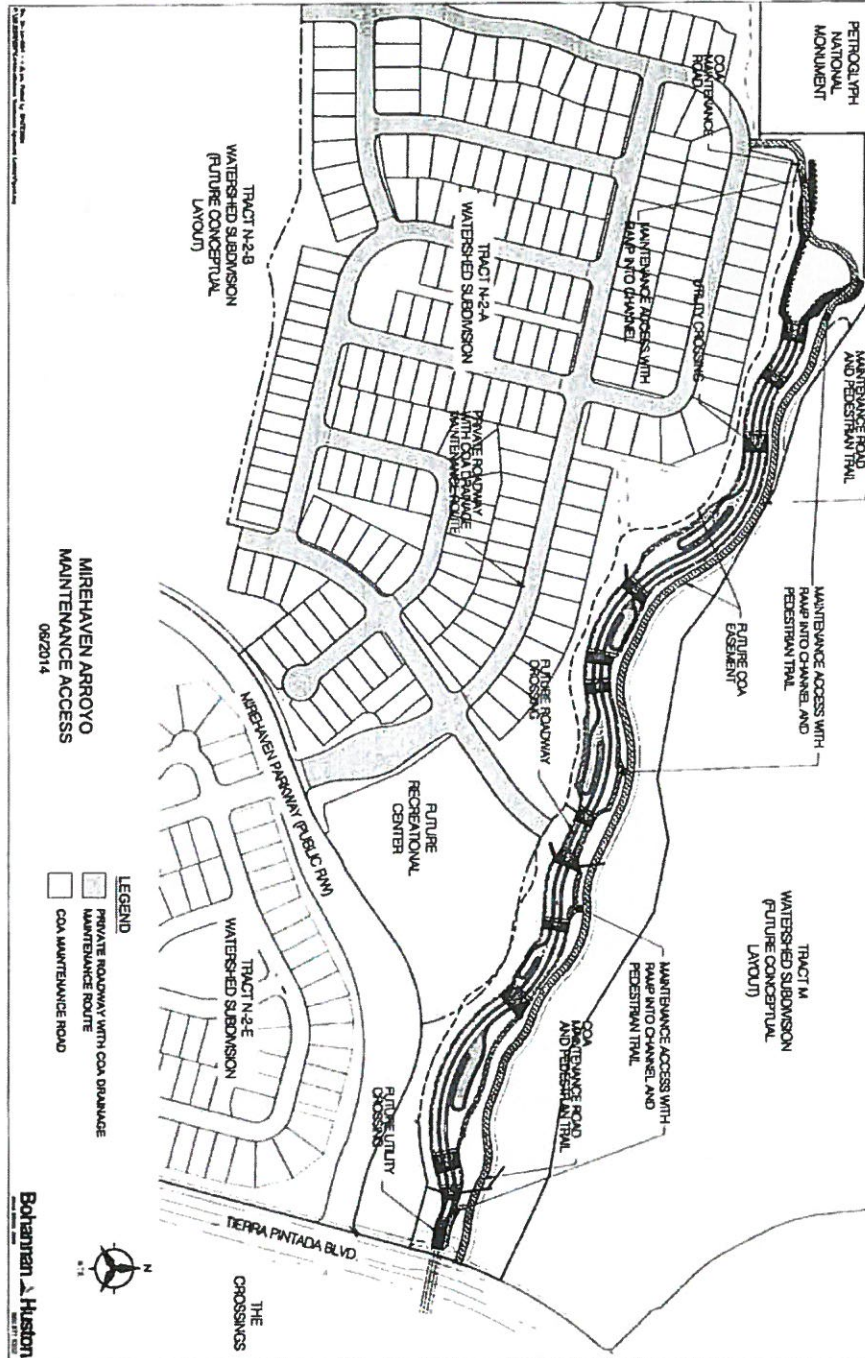 PETROGLYPH
NATIONAL
MONUMENT
COA
MAINTENANCE
ROAD
MAINTENANCE ACCESS WITH
RAMP INTO CHANNEL
UTILITY CROSSING
MAINTENANCE ROAD
AND PEDESTRIAN TRAIL
MAINTENANCE ACCESS WITH
RAMP INTO CHANNEL AND
PEDESTRIAN TRAIL
FUTURE COA
EASEMENT
TRACT N-2-B
WATERSHED SUBDIVISION
(FUTURE CONCEPTUAL
LAYOUT)
TRACT N-2-A
WATERSHED SUBDIVISION
PRIVATE ROADWAY
WITH COA DRAINAGE
MAINTENANCE ROUTE
FUTURE ROADWAY
CROSSING
FUTURE
RECREATIONAL
CENTER
TRACT M
WATERSHED SUBDIVISION
(FUTURE CONCEPTUAL
LAYOUT)
MAINTENANCE ACCESS WITH
RAMP INTO CHANNEL AND
PEDESTRIAN TRAIL
COA
MAINTENANCE ROAD
AND PEDESTRIAN TRAIL
FUTURE UTILITY
CROSSING
MIREHAVEN PARKWAY (PUBLIC R/W)
TRACT N-2-E
WATERSHED SUBDIVISION
TIERRA PINTADA BLVD
THE
CROSSINGS
MIREHAVEN ARROYO
MAINTENANCE ACCESS
06/2014
LEGEND
PRIVATE ROADWAY WITH COA DRAINAGE
MAINTENANCE ROUTE
COA MAINTENANCE ROAD
N
Bohannan Huston